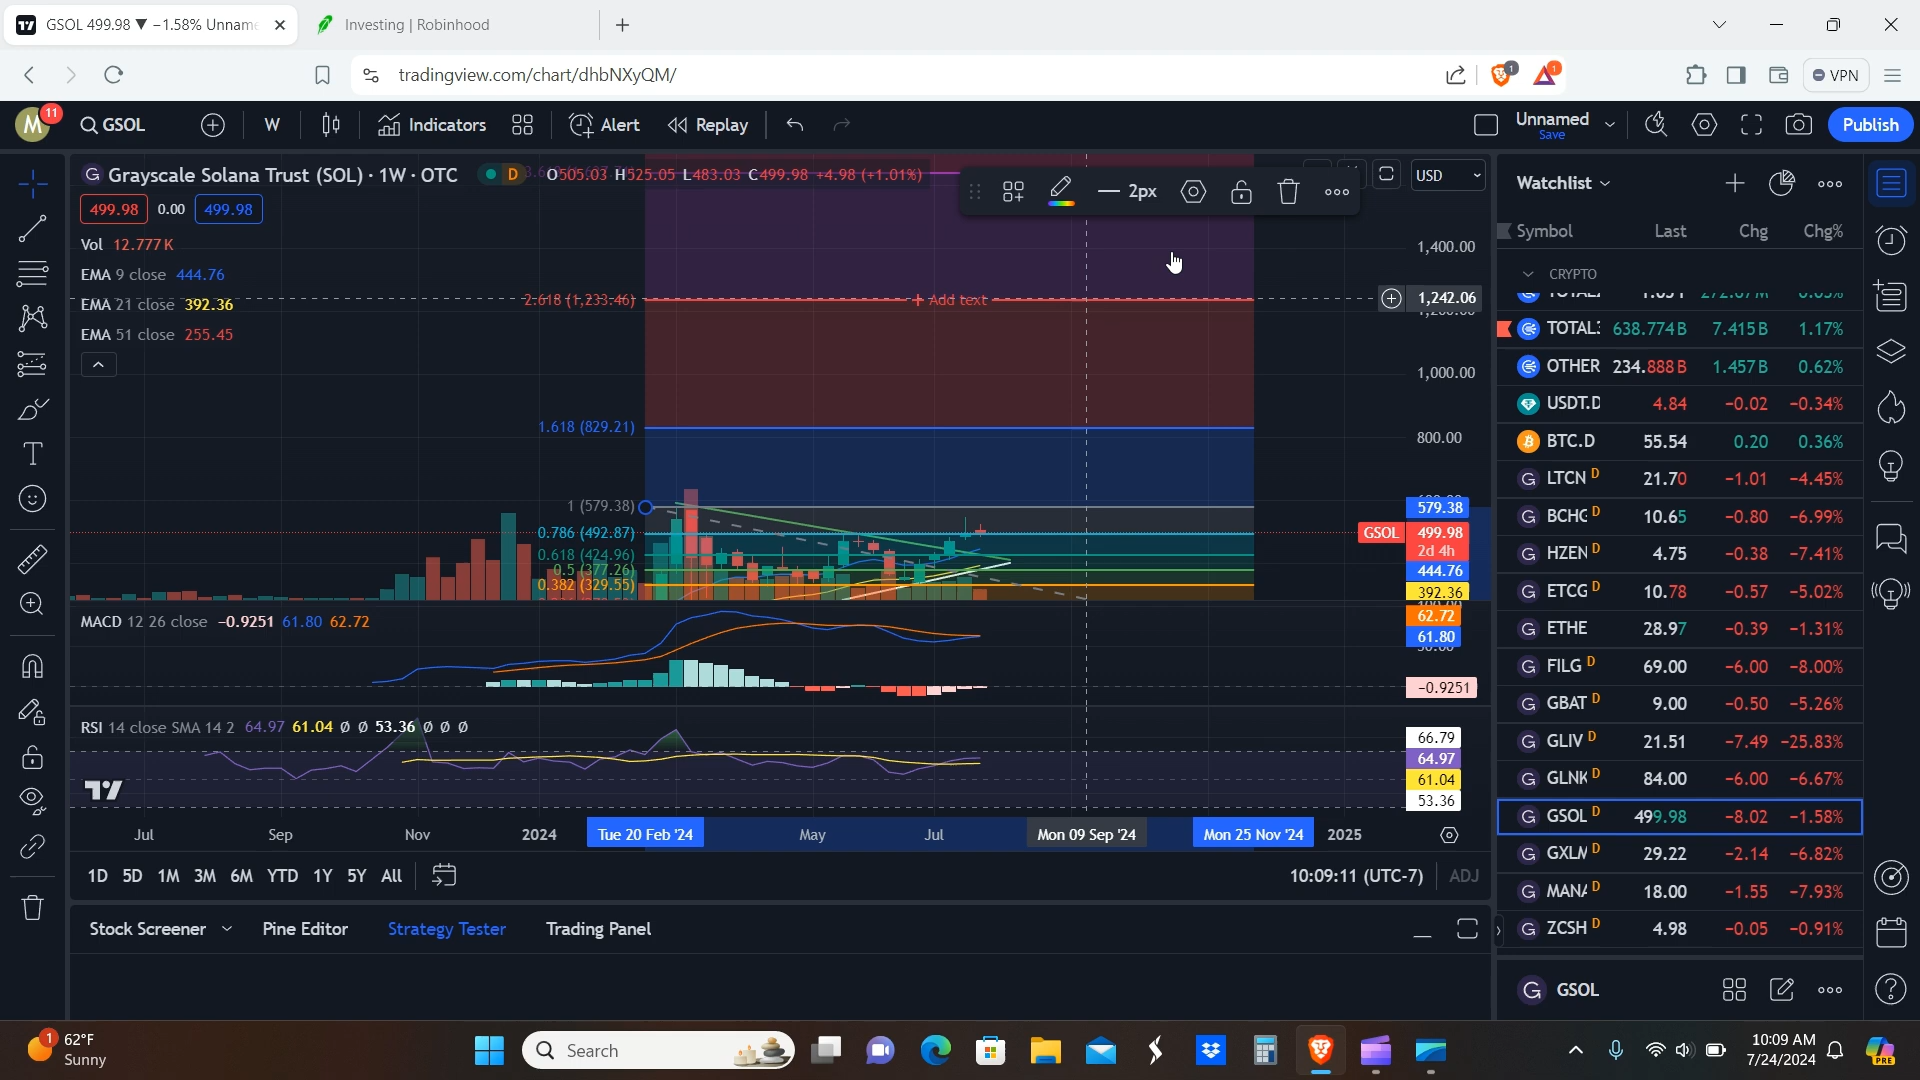 GSOL 499.98 ▼ −1.58% Unnam
Investing | Robinhood
tradingview.com/chart/dhbNXyQM/
1
1
VPN
M 11
GSOL
W
Indicators
Alert
Replay
Unnamed
Save
Publish
Grayscale Solana Trust (SOL) · 1W · OTC
D
O505.03 H525.05 L483.03 C499.98 +4.98 (+1.01%)
499.98 0.00 499.98
Vol 12.777K
EMA 9 close 444.76
EMA 21 close 392.36
EMA 51 close 255.45
2px
USD
1,400.00
2.618 (1,233.46)
+ Add text
1,242.06
1,000.00
1.618 (829.21)
800.00
1 (579.38)
579.38
0.786 (492.87)
GSOL 499.98
2d 4h
0.618 (424.96)
444.76
0.5 (377.26)
0.382 (329.55)
392.36
MACD 12 26 close −0.9251 61.80 62.72
62.72
61.80
−0.9251
RSI 14 close SMA 14 2 64.97 61.04 Ø Ø 53.36 Ø Ø Ø
66.79
64.97
61.04
53.36
Jul Sep Nov 2024 Tue 20 Feb '24 May Jul Mon 09 Sep '24 Mon 25 Nov '24 2025
1D 5D 1M 3M 6M YTD 1Y 5Y All
10:09:11 (UTC-7) ADJ
Stock Screener Pine Editor Strategy Tester Trading Panel
Watchlist
Symbol Last Chg Chg%
CRYPTO
TOTAL3 638.774B 7.415B 1.17%
OTHER 234.888B 1.457B 0.62%
USDT.D 4.84 −0.02 −0.34%
BTC.D 55.54 0.20 0.36%
LTCN D 21.70 −1.01 −4.45%
BCHG D 10.65 −0.80 −6.99%
HZEN D 4.75 −0.38 −7.41%
ETCG D 10.78 −0.57 −5.02%
ETHE 28.97 −0.39 −1.31%
FILG D 69.00 −6.00 −8.00%
GBAT D 9.00 −0.50 −5.26%
GLIV D 21.51 −7.49 −25.83%
GLNK D 84.00 −6.00 −6.67%
GSOL D 499.98 −8.02 −1.58%
GXLM D 29.22 −2.14 −6.82%
MANA D 18.00 −1.55 −7.93%
ZCSH D 4.98 −0.05 −0.91%
GSOL
1
62°F
Sunny
Search
10:09 AM
7/24/2024
PRE